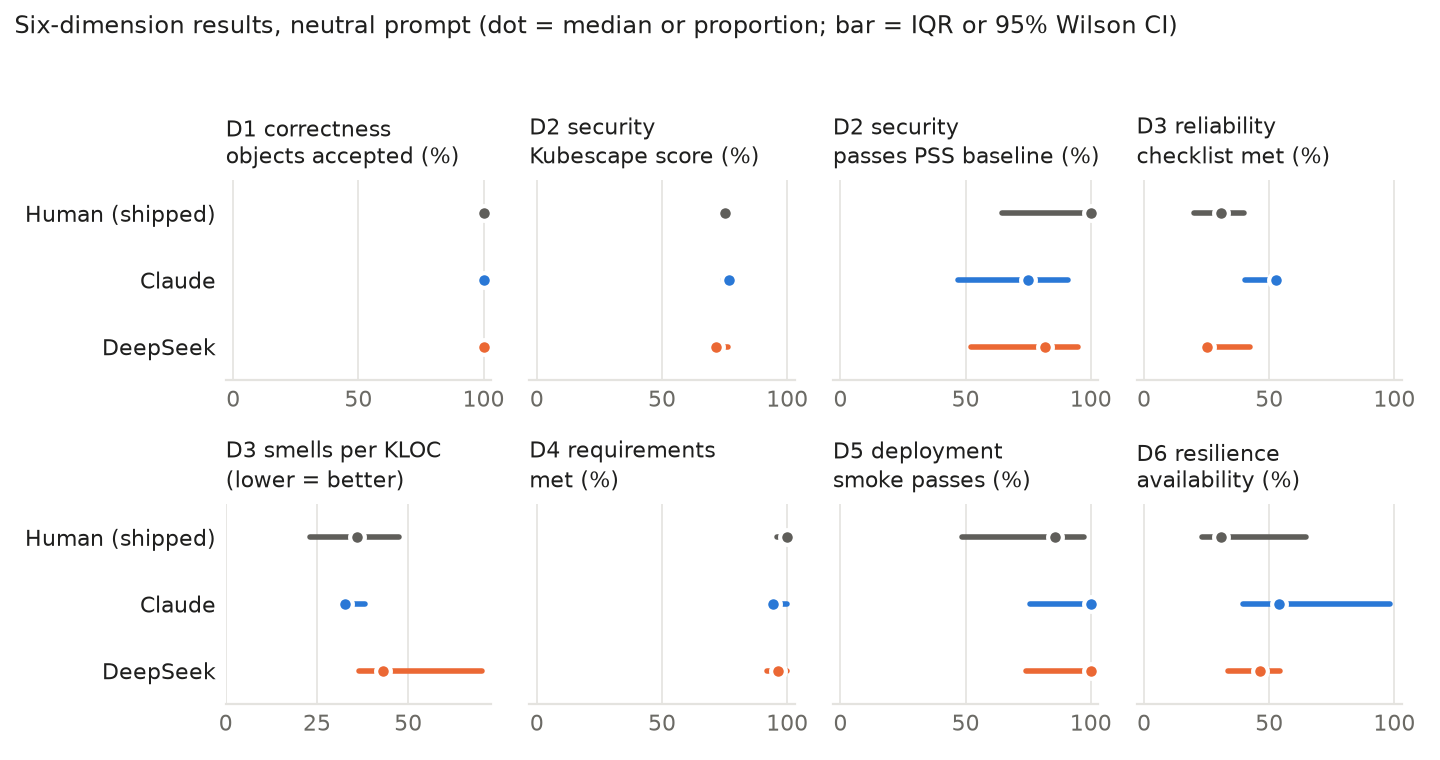 Six-dimension results, neutral prompt (dot = median or proportion; bar = IQR or 95% Wilson CI)
D1 correctness
objects accepted (%)
D2 security
Kubescape score (%)
D2 security
passes PSS baseline (%)
D3 reliability
checklist met (%)
Human (shipped)
Claude
DeepSeek
0 50 100
0 50 100
0 50 100
0 50 100
D3 smells per KLOC
(lower = better)
D4 requirements
met (%)
D5 deployment
smoke passes (%)
D6 resilience
availability (%)
Human (shipped)
Claude
DeepSeek
0 25 50
0 50 100
0 50 100
0 50 100